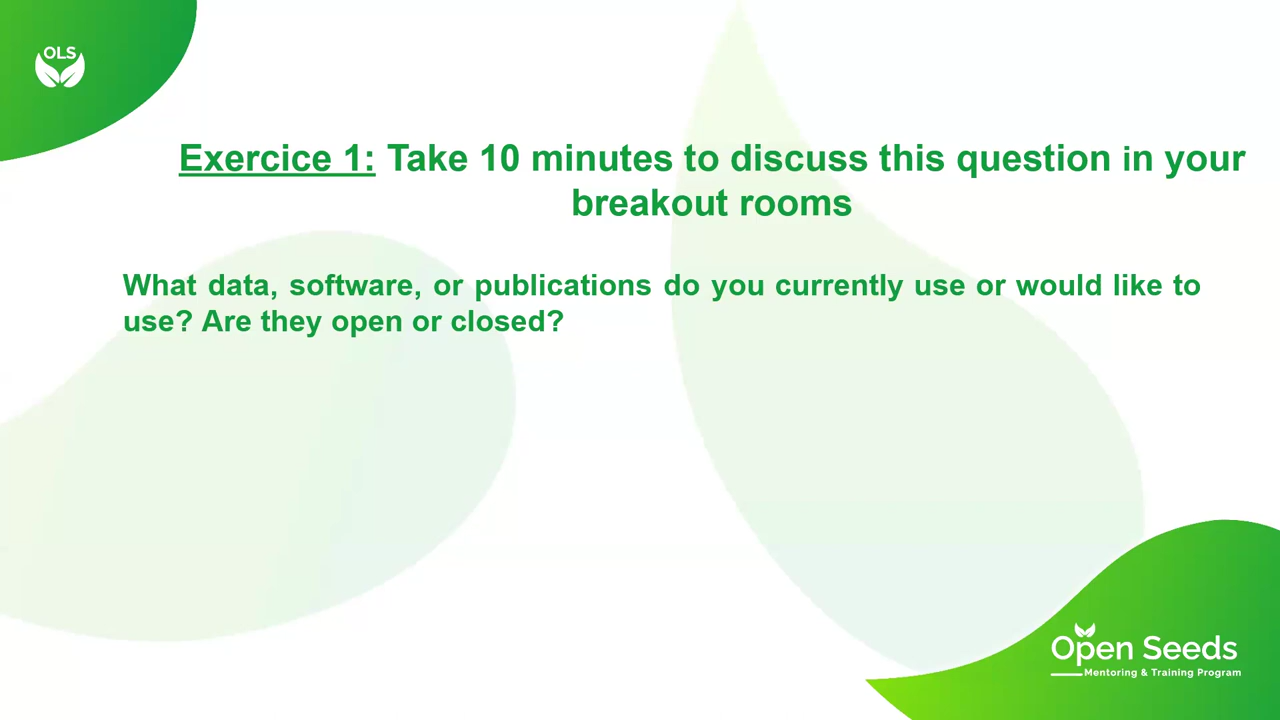 OLS
Exercice 1: Take 10 minutes to discuss this question in your
breakout rooms
What data, software, or publications do you currently use or would like to
use? Are they open or closed?
Open Seeds
Mentoring & Training Program